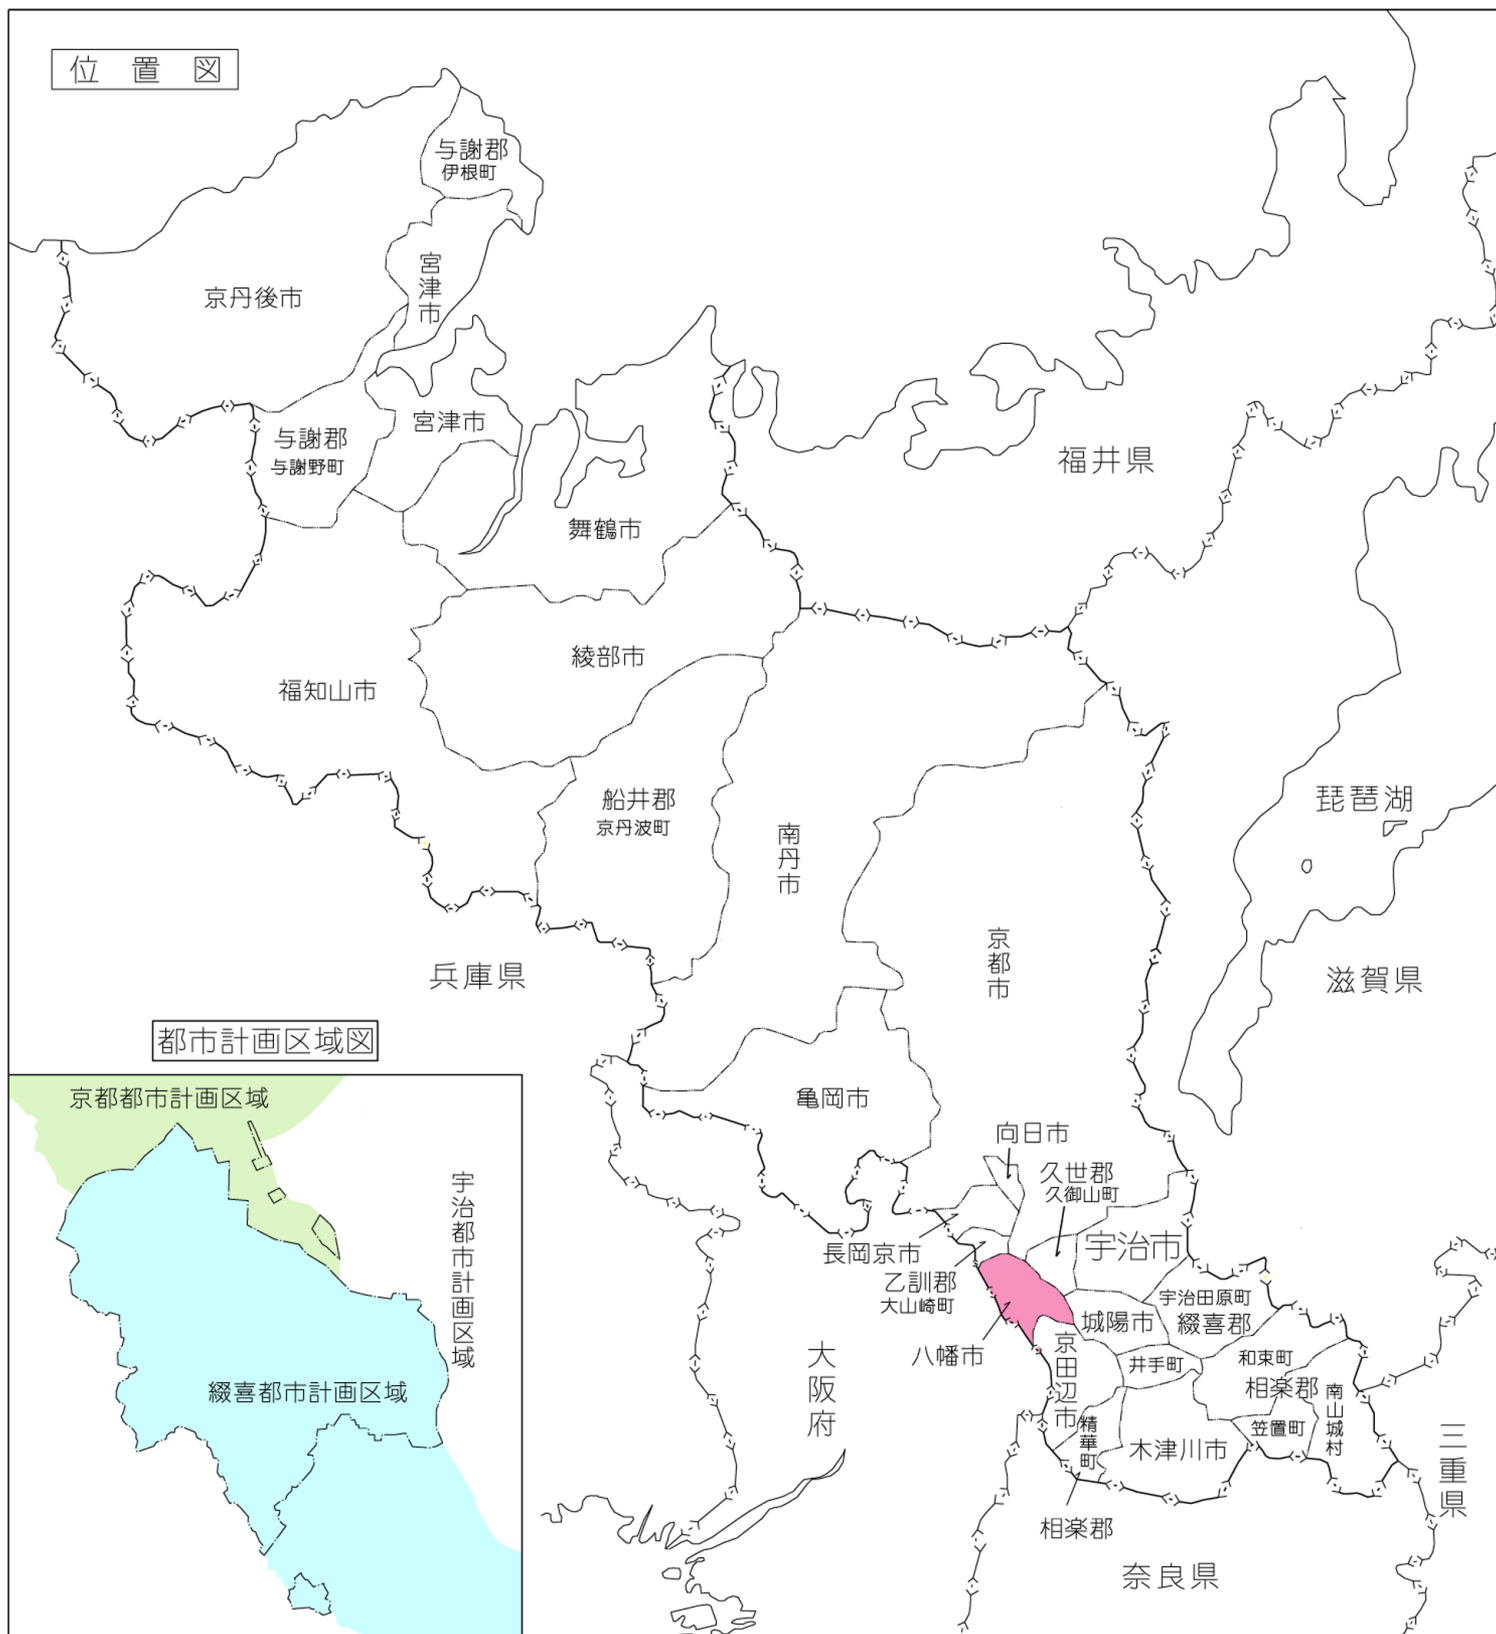 位置図
与謝郡
伊根町
宮津市
京丹後市
宮津市
与謝郡
与謝野町
福井県
舞鶴市
綾部市
福知山市
船井郡
京丹波町
南丹市
琵琶湖
京都市
兵庫県
滋賀県
都市計画区域図
京都都市計画区域
宇治都市計画区域
綴喜都市計画区域
亀岡市
向日市
久世郡
久御山町
長岡京市
宇治市
乙訓郡
大山崎町
宇治田原町
綴喜郡
城陽市
八幡市
京田辺市
井手町
和束町
相楽郡
南山城村
大阪府
精華町
木津川市
笠置町
三重県
相楽郡
奈良県